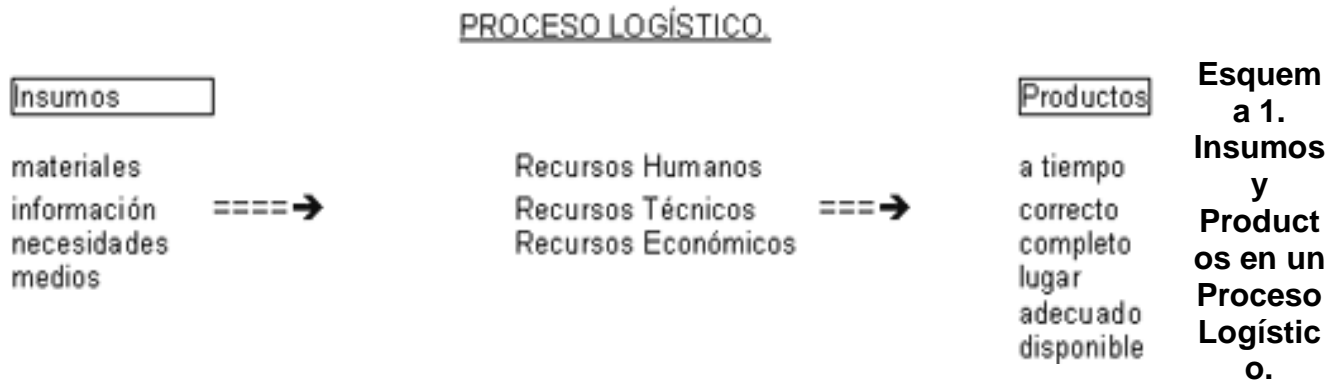 PROCESO LOGÍSTICO.
Insumos
materiales
información ====➔
necesidades
medios
Recursos Humanos
Recursos Técnicos ===➔
Recursos Económicos
Productos
a tiempo
correcto
completo
lugar
adecuado
disponible
Esquem
a 1.
Insumos
y
Product
os en un
Proceso
Logístic
o.